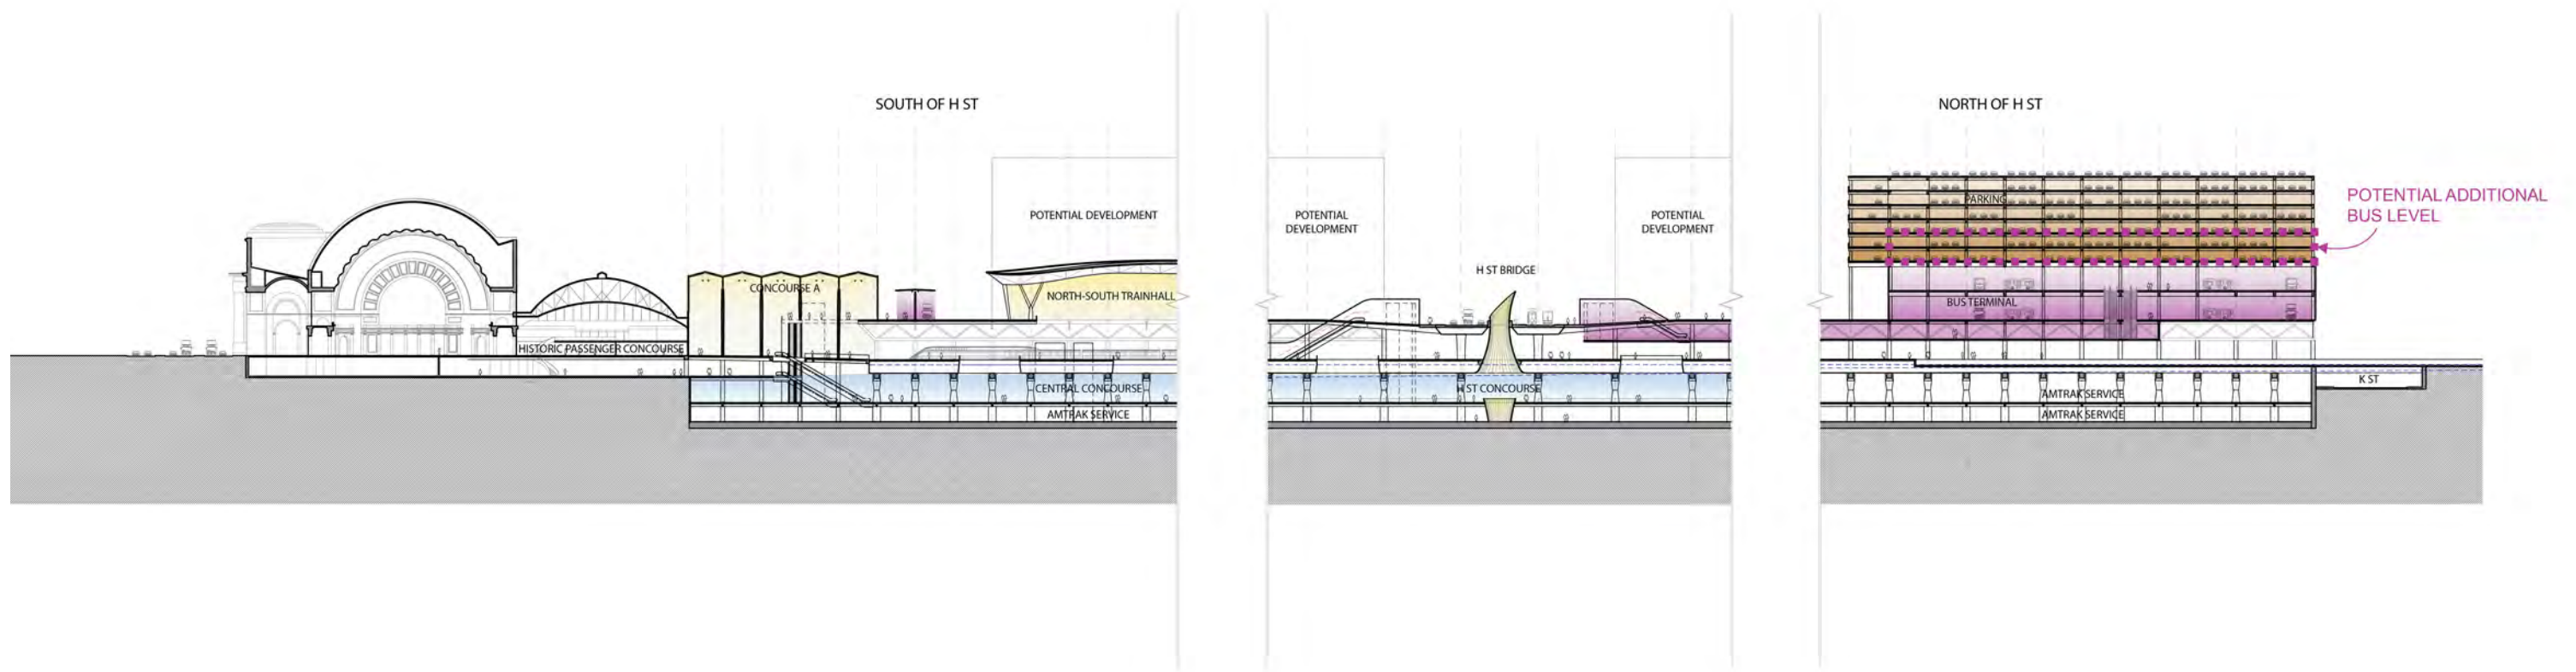 SOUTH OF H ST
NORTH OF H ST
POTENTIAL ADDITIONAL
BUS LEVEL
PARKING
POTENTIAL DEVELOPMENT
POTENTIAL
DEVELOPMENT
POTENTIAL
DEVELOPMENT
H ST BRIDGE
CONCOURSE A
NORTH-SOUTH TRAINHALL
BUS TERMINAL
HISTORIC PASSENGER CONCOURSE
CENTRAL CONCOURSE
H ST CONCOURSE
K ST
AMTRAK SERVICE
AMTRAK SERVICE
AMTRAK SERVICE